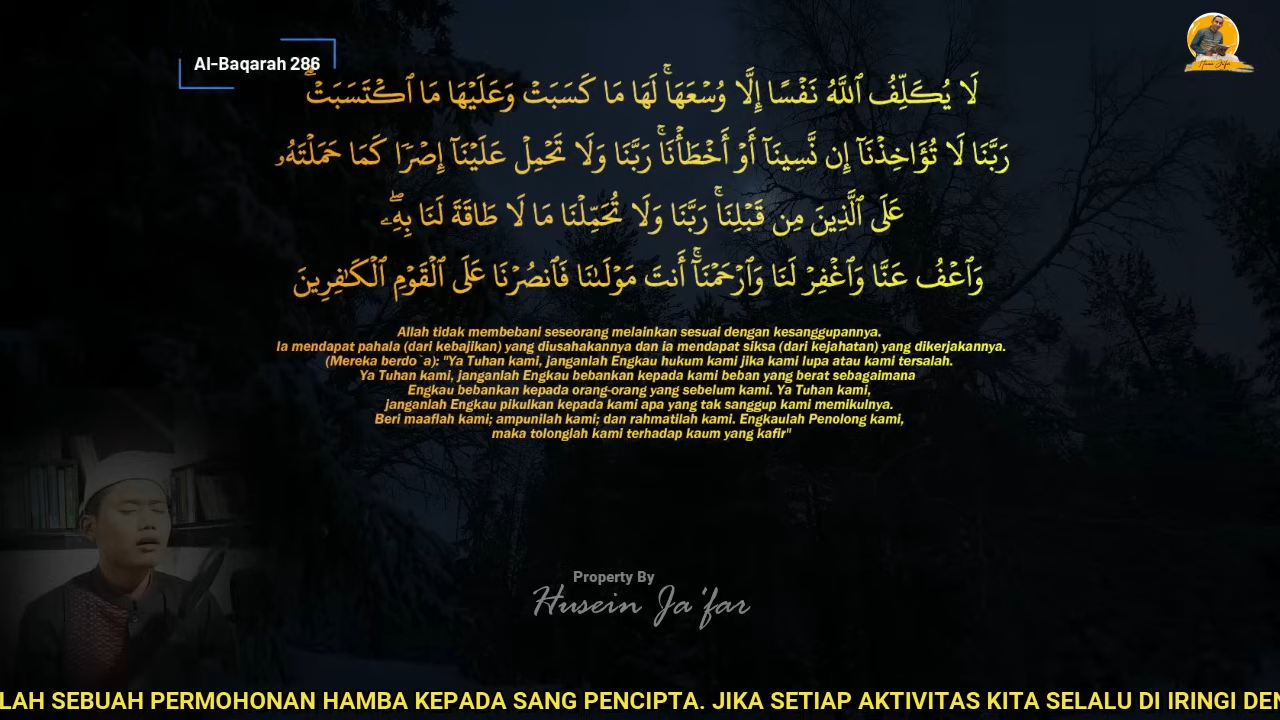 Al-Baqarah 286
لَا يُكَلِّفُ ٱللَّهُ نَفْسًا إِلَّا وُسْعَهَا ۚ لَهَا مَا كَسَبَتْ وَعَلَيْهَا مَا ٱكْتَسَبَتْ ۗ
رَبَّنَا لَا تُؤَاخِذْنَآ إِن نَّسِينَآ أَوْ أَخْطَأْنَا ۚ رَبَّنَا وَلَا تَحْمِلْ عَلَيْنَآ إِصْرًا كَمَا حَمَلْتَهُۥ
عَلَى ٱلَّذِينَ مِن قَبْلِنَا ۚ رَبَّنَا وَلَا تُحَمِّلْنَا مَا لَا طَاقَةَ لَنَا بِهِۦ ۖ
وَٱعْفُ عَنَّا وَٱغْفِرْ لَنَا وَٱرْحَمْنَآ ۚ أَنتَ مَوْلَىٰنَا فَٱنصُرْنَا عَلَى ٱلْقَوْمِ ٱلْكَٰفِرِينَ
Allah tidak membebani seseorang melainkan sesuai dengan kesanggupannya.
Ia mendapat pahala (dari kebajikan) yang diusahakannya dan ia mendapat siksa (dari kejahatan) yang dikerjakannya.
(Mereka berdo`a): "Ya Tuhan kami, janganlah Engkau hukum kami jika kami lupa atau kami tersalah.
Ya Tuhan kami, janganlah Engkau bebankan kepada kami beban yang berat sebagaimana
Engkau bebankan kepada orang-orang yang sebelum kami. Ya Tuhan kami,
janganlah Engkau pikulkan kepada kami apa yang tak sanggup kami memikulnya.
Beri maaflah kami; ampunilah kami; dan rahmatilah kami. Engkaulah Penolong kami,
maka tolonglah kami terhadap kaum yang kafir"
Property By
Husein Ja'far
LAH SEBUAH PERMOHONAN HAMBA KEPADA SANG PENCIPTA. JIKA SETIAP AKTIVITAS KITA SELALU DI IRINGI DEN